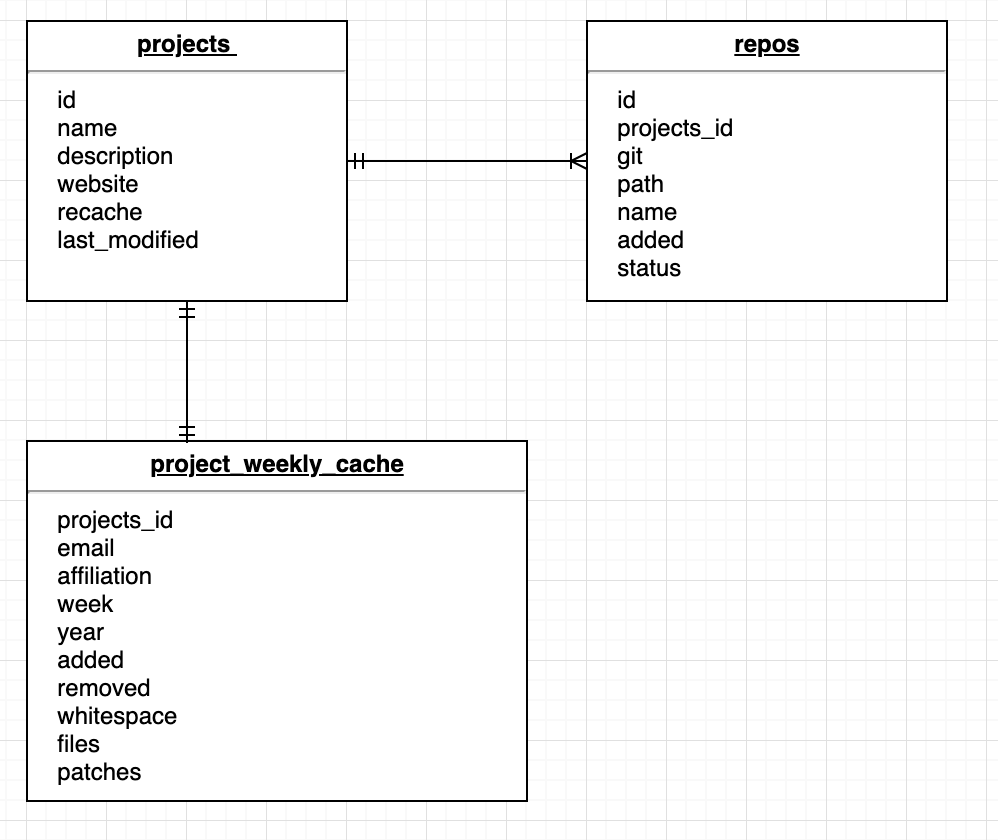 projects
id
name
description
website
recache
last_modified
repos
id
projects_id
git
path
name
added
status
project_weekly_cache
projects_id
email
affiliation
week
year
added
removed
whitespace
files
patches